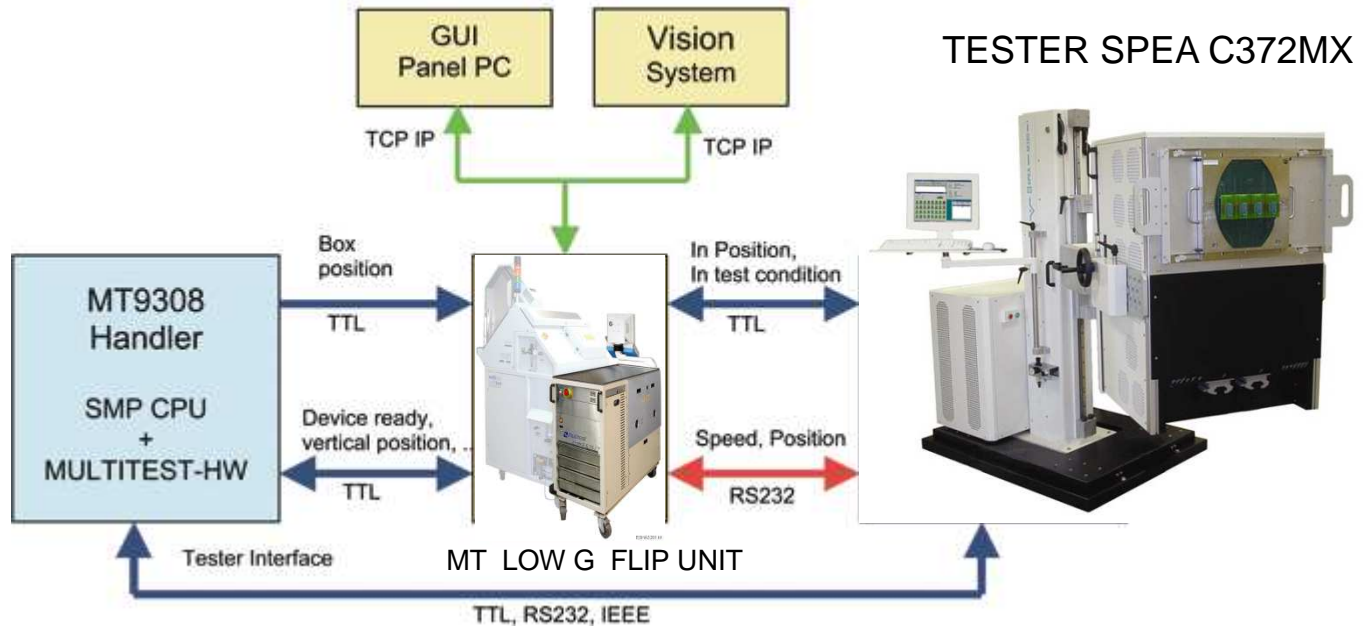 GUI
Panel PC
Vision
System
TESTER SPEA C372MX
TCP IP
TCP IP
Box
position
TTL
In Position,
In test condition
TTL
MT9308
Handler
SMP CPU
+
MULTITEST-HW
Device ready,
vertical position, ..
TTL
Speed, Position
RS232
Tester Interface
MT LOW G FLIP UNIT
TTL, RS232, IEEE